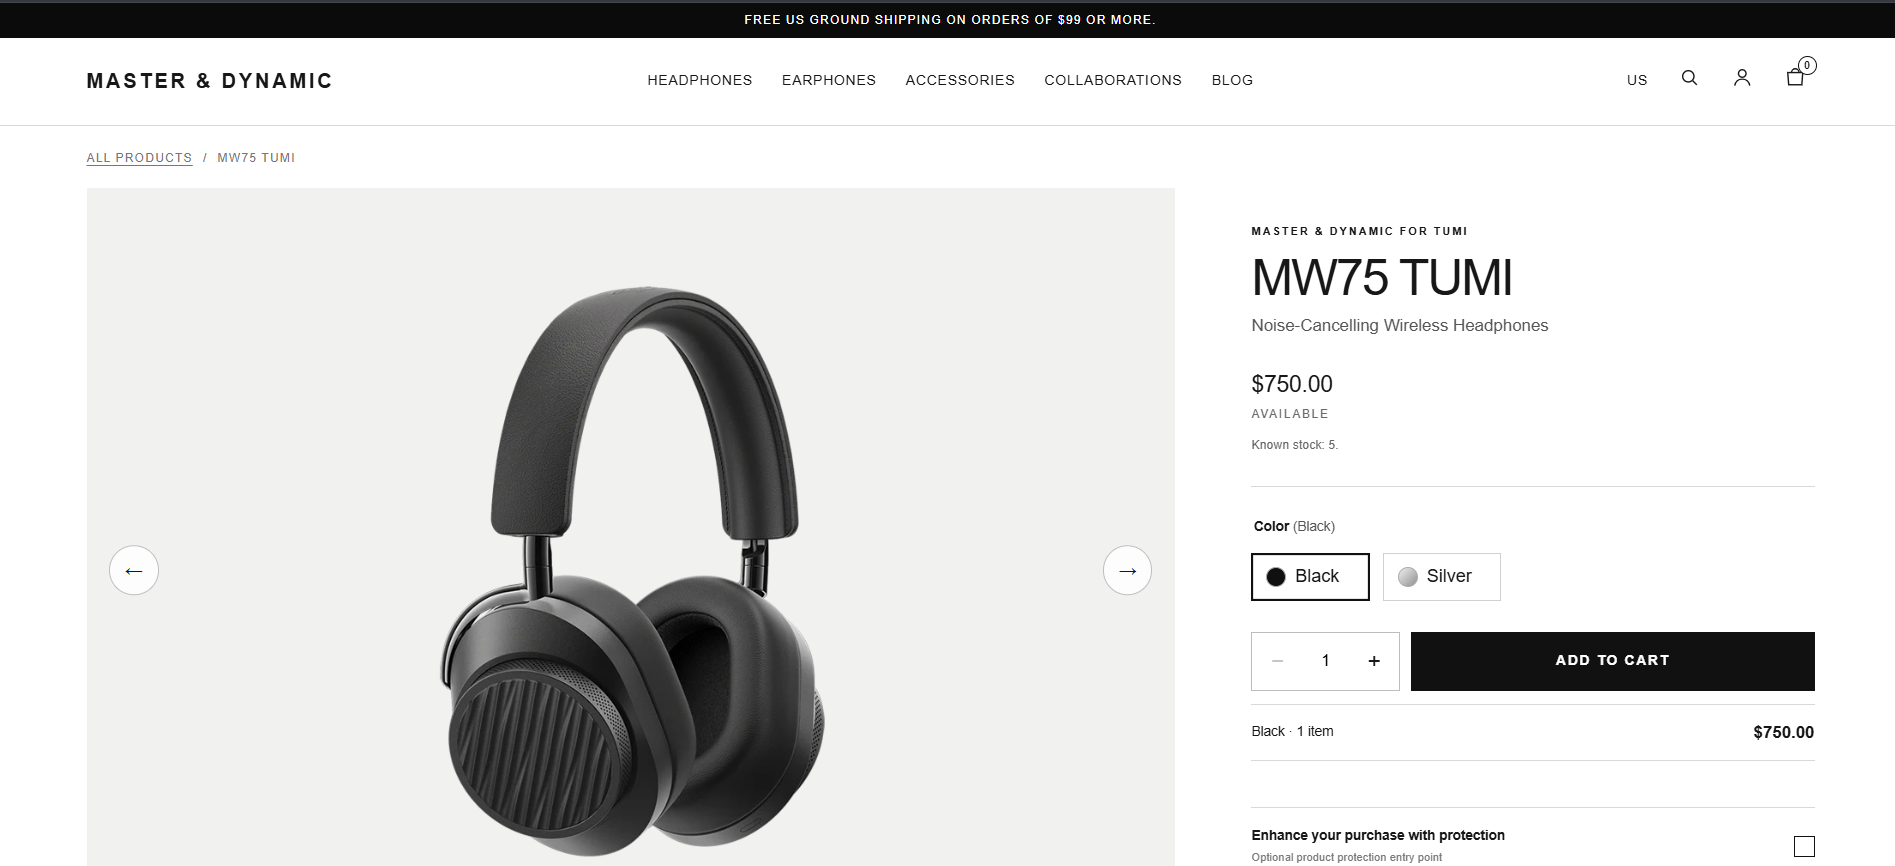 FREE US GROUND SHIPPING ON ORDERS OF $99 OR MORE.
MASTER & DYNAMIC
HEADPHONES EARPHONES ACCESSORIES COLLABORATIONS BLOG
US
0
ALL PRODUCTS / MW75 TUMI
MASTER & DYNAMIC FOR TUMI
MW75 TUMI
Noise-Cancelling Wireless Headphones
$750.00
AVAILABLE
Known stock: 5.
Color (Black)
Black
Silver
− 1 +
ADD TO CART
Black · 1 item
$750.00
Enhance your purchase with protection
Optional product protection entry point